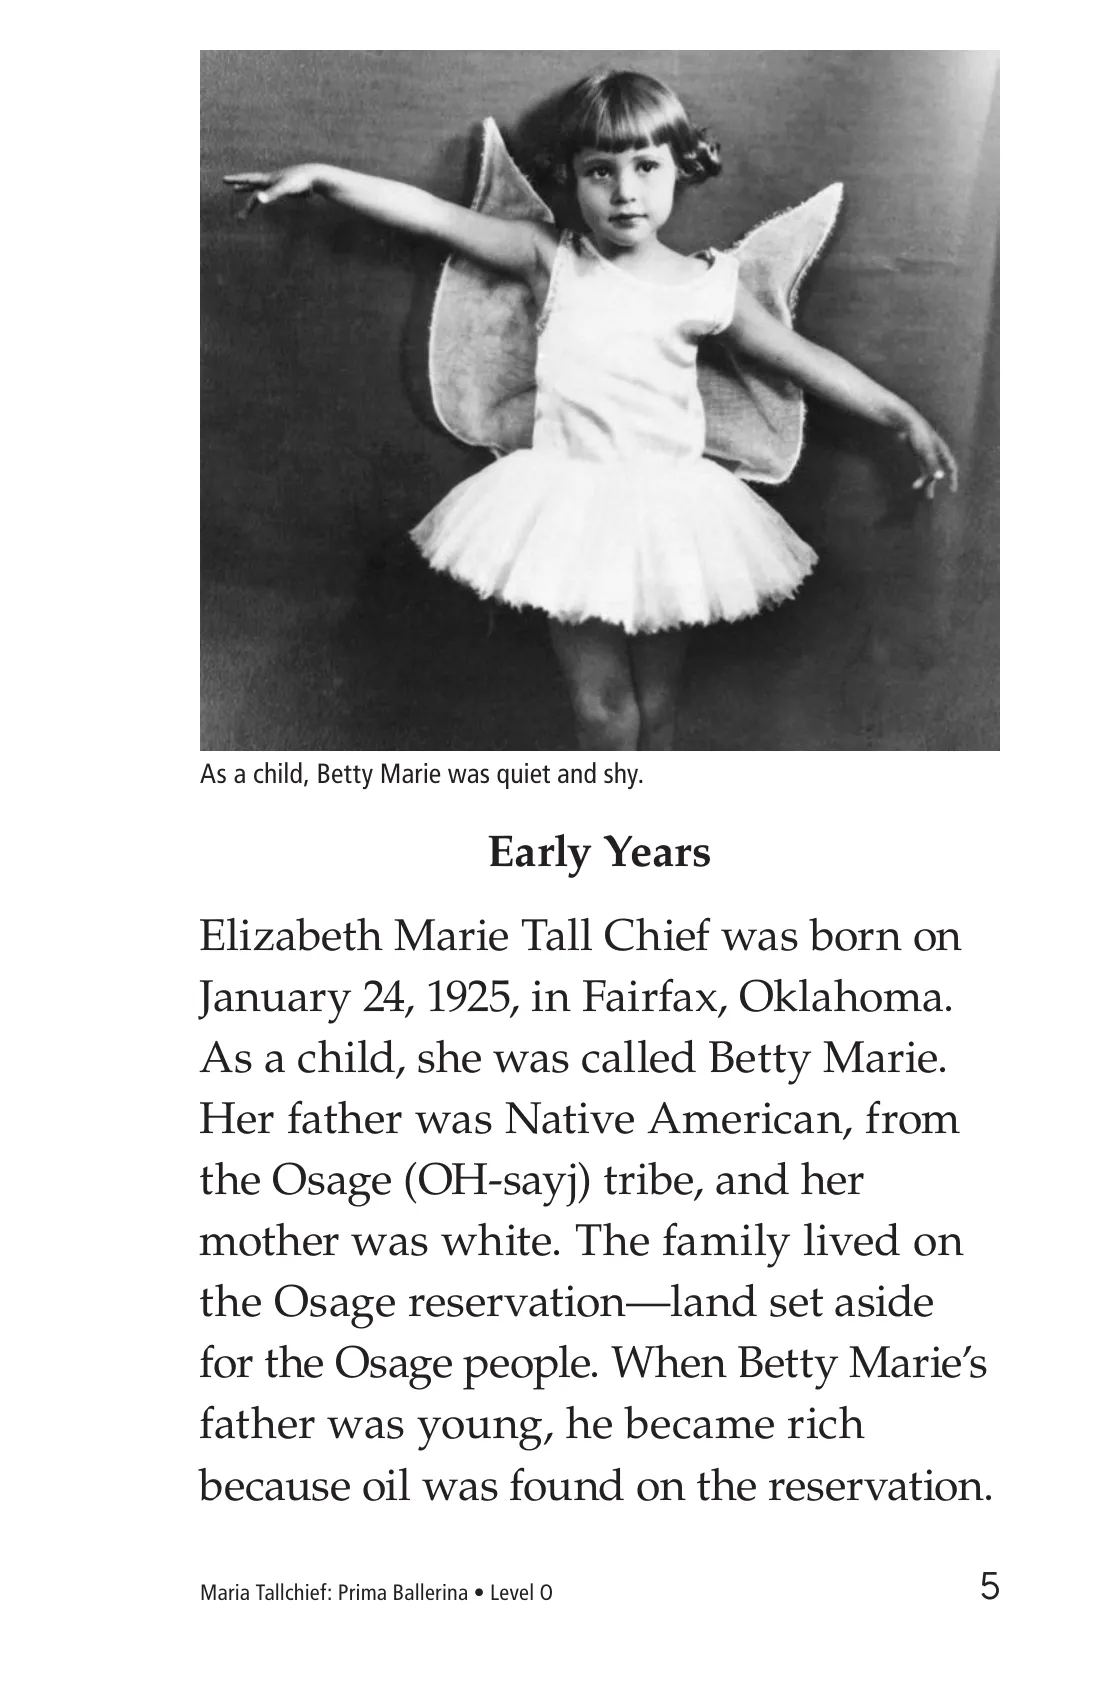 As a child, Betty Marie was quiet and shy.
Early Years
Elizabeth Marie Tall Chief was born on
January 24, 1925, in Fairfax, Oklahoma.
As a child, she was called Betty Marie.
Her father was Native American, from
the Osage (OH-sayj) tribe, and her
mother was white. The family lived on
the Osage reservation—land set aside
for the Osage people. When Betty Marie’s
father was young, he became rich
because oil was found on the reservation.
Maria Tallchief: Prima Ballerina • Level O
5